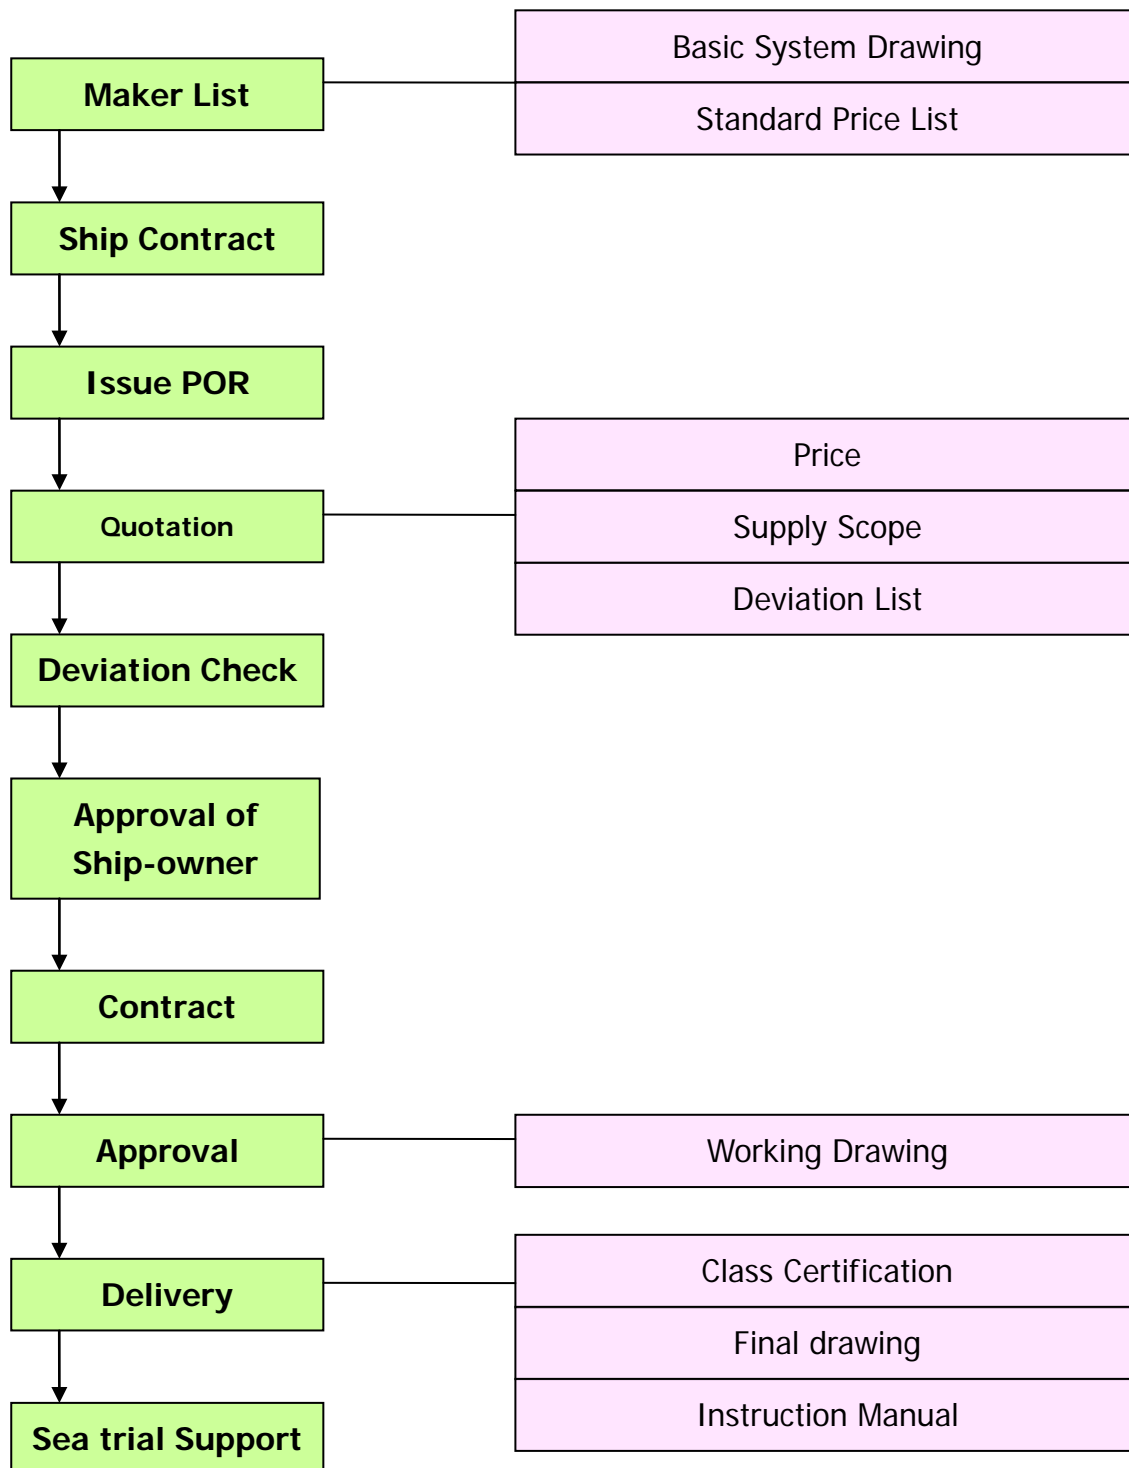 Basic System Drawing
Maker List
Standard Price List
Ship Contract
Issue POR
Price
Quotation
Supply Scope
Deviation List
Deviation Check
Approval of
Ship-owner
Contract
Approval
Working Drawing
Class Certification
Delivery
Final drawing
Instruction Manual
Sea trial Support